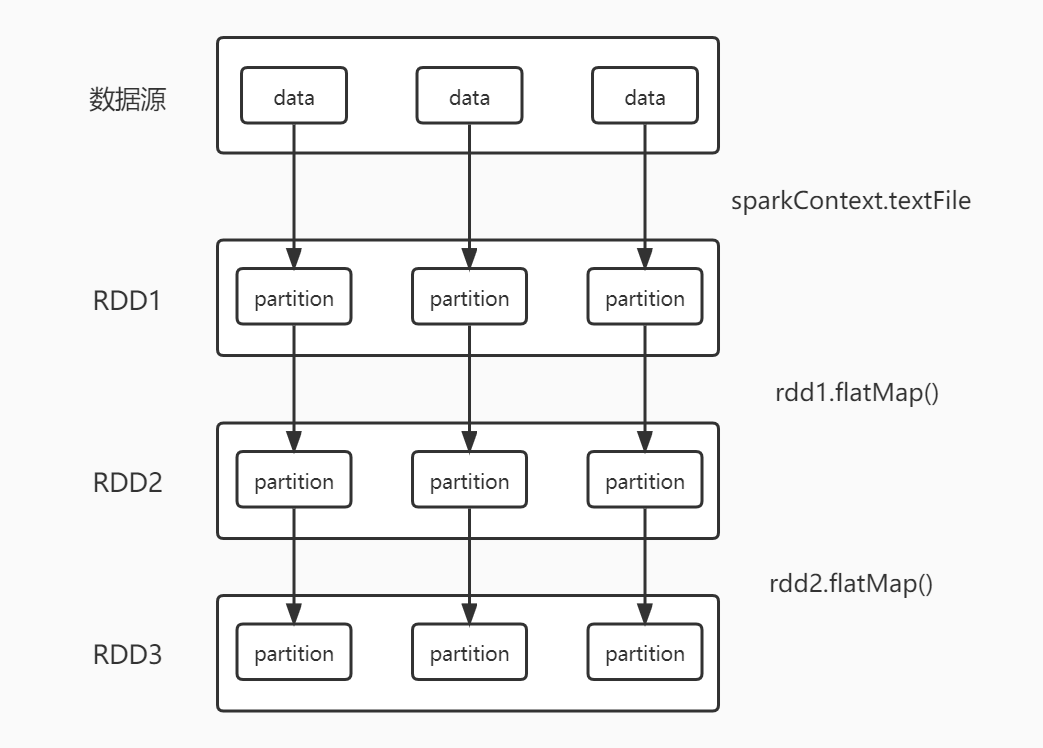 数据源
data
data
data
sparkContext.textFile
RDD1
partition
partition
partition
rdd1.flatMap()
RDD2
partition
partition
partition
rdd2.flatMap()
RDD3
partition
partition
partition